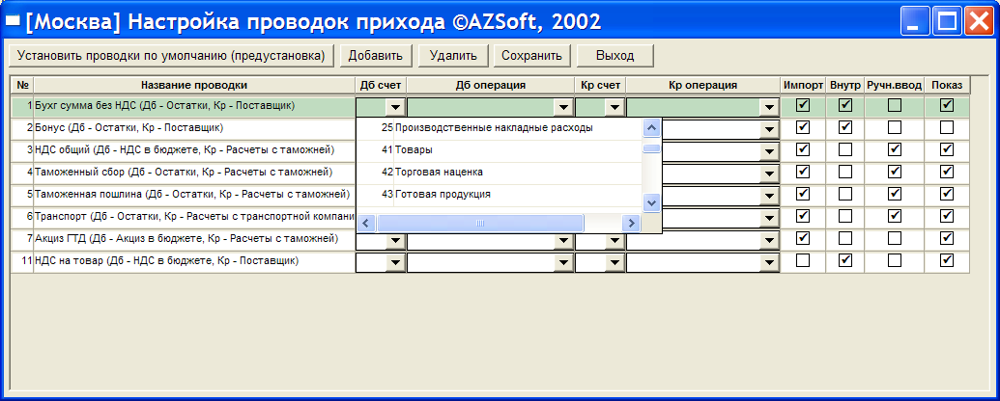 [Москва] Настройка проводок прихода ©AZSoft, 2002
Установить проводки по умолчанию (предустановка) Добавить Удалить Сохранить Выход
№ Название проводки Дб счет Дб операция Кр счет Кр операция Импорт Внутр Ручн.ввод Показ
1 Бухг сумма без НДС (Дб - Остатки, Кр - Поставщик)
2 Бонус (Дб - Остатки, Кр - Поставщик) 25 Производственные накладные расходы
3 НДС общий (Дб - НДС в бюджете, Кр - Расчеты с таможней) 41 Товары
4 Таможенный сбор (Дб - Остатки, Кр - Расчеты с таможней) 42 Торговая наценка
5 Таможенная пошлина (Дб - Остатки, Кр - Расчеты с таможней) 43 Готовая продукция
6 Транспорт (Дб - Остатки, Кр - Расчеты с транспортной компани
7 Акциз ГТД (Дб - Акциз в бюджете, Кр - Расчеты с таможней)
11 НДС на товар (Дб - НДС в бюджете, Кр - Поставщик)